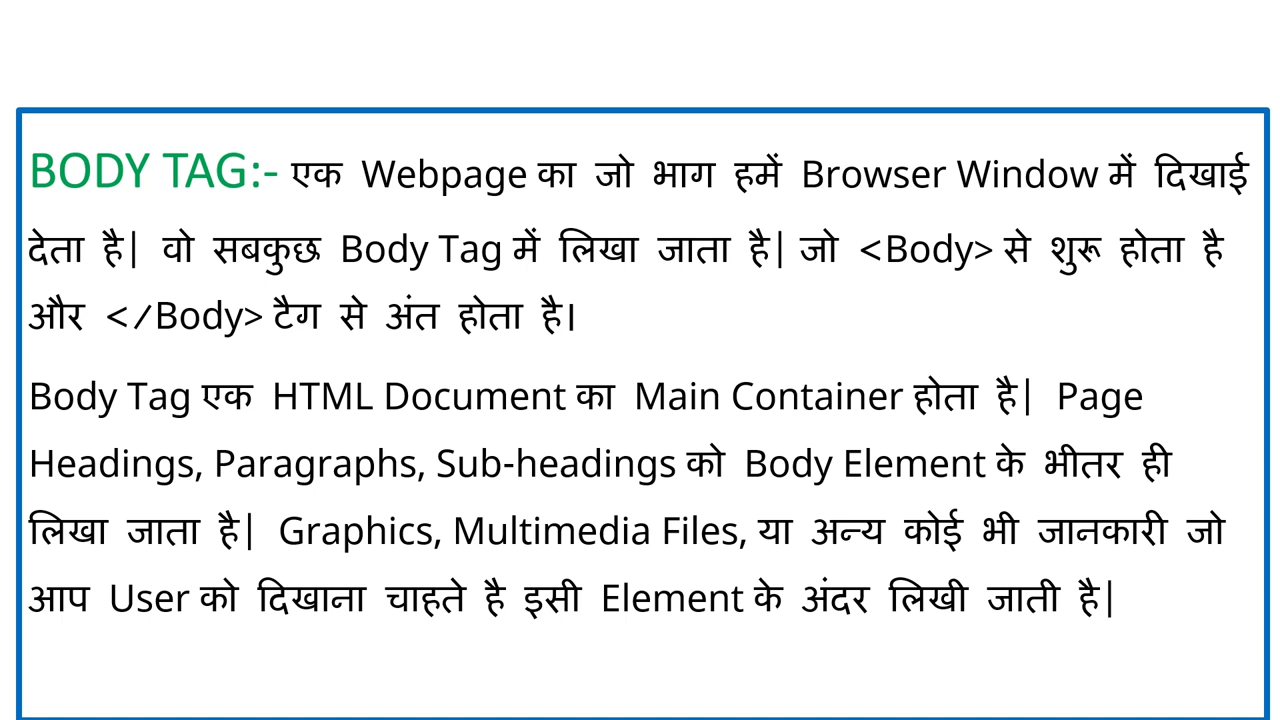 BODY TAG:- एक Webpage का जो भाग हमें Browser Window में दिखाई
देता है| वो सबकुछ Body Tag में लिखा जाता है| जो <Body> से शुरू होता है
और </Body> टैग से अंत होता है।
Body Tag एक HTML Document का Main Container होता है| Page
Headings, Paragraphs, Sub-headings को Body Element के भीतर ही
लिखा जाता है| Graphics, Multimedia Files, या अन्य कोई भी जानकारी जो
आप User को दिखाना चाहते है इसी Element के अंदर लिखी जाती है|